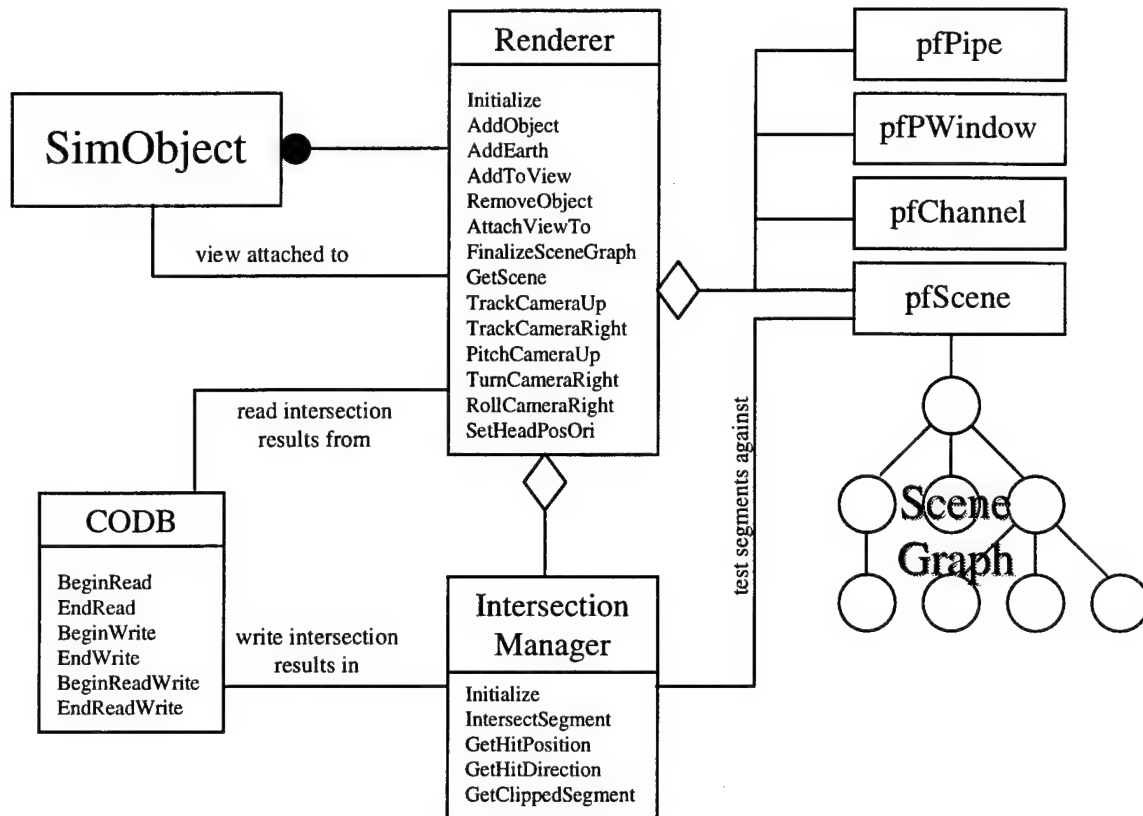 SimObject
view attached to
Renderer
Initialize
AddObject
AddEarth
AddToView
RemoveObject
AttachViewTo
FinalizeSceneGraph
GetScene
TrackCameraUp
TrackCameraRight
PitchCameraUp
TurnCameraRight
RollCameraRight
SetHeadPosOri
pfPipe
pfPWindow
pfChannel
pfScene
Scene
Graph
test segments against
read intersection
results from
CODB
BeginRead
EndRead
BeginWrite
EndWrite
BeginReadWrite
EndReadWrite
write intersection
results in
Intersection
Manager
Initialize
IntersectSegment
GetHitPosition
GetHitDirection
GetClippedSegment